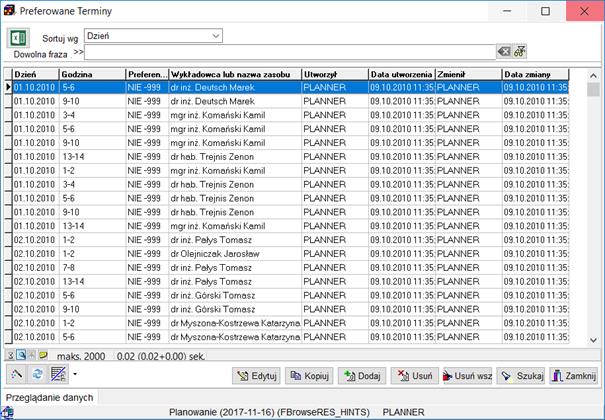 Preferowane Terminy
Sortuj wg Dzień
Dowolna fraza >>
Dzień Godzina Preferen... Wykładowca lub nazwa zasobu Utworzył Data utworzenia Zmienił Data zmiany
01.10.2010 5-6 NIE -999 dr inż. Deutsch Marek PLANNER 09.10.2010 11:35: PLANNER 09.10.2010 11:35:
01.10.2010 9-10 NIE -999 dr inż. Deutsch Marek PLANNER 09.10.2010 11:35: PLANNER 09.10.2010 11:35:
01.10.2010 3-4 NIE -999 mgr inż. Komański Kamil PLANNER 09.10.2010 11:35: PLANNER 09.10.2010 11:35:
01.10.2010 5-6 NIE -999 mgr inż. Komański Kamil PLANNER 09.10.2010 11:35: PLANNER 09.10.2010 11:35:
01.10.2010 9-10 NIE -999 mgr inż. Komański Kamil PLANNER 09.10.2010 11:35: PLANNER 09.10.2010 11:35:
01.10.2010 13-14 NIE -999 dr hab. Trejnis Zenon PLANNER 09.10.2010 11:35: PLANNER 09.10.2010 11:35:
01.10.2010 1-2 NIE -999 mgr inż. Komański Kamil PLANNER 09.10.2010 11:35: PLANNER 09.10.2010 11:35:
01.10.2010 3-4 NIE -999 dr hab. Trejnis Zenon PLANNER 09.10.2010 11:35: PLANNER 09.10.2010 11:35:
01.10.2010 5-6 NIE -999 dr hab. Trejnis Zenon PLANNER 09.10.2010 11:35: PLANNER 09.10.2010 11:35:
01.10.2010 9-10 NIE -999 dr hab. Trejnis Zenon PLANNER 09.10.2010 11:35: PLANNER 09.10.2010 11:35:
01.10.2010 13-14 NIE -999 mgr inż. Komański Kamil PLANNER 09.10.2010 11:35: PLANNER 09.10.2010 11:35:
02.10.2010 1-2 NIE -999 dr inż. Pałys Tomasz PLANNER 09.10.2010 11:35: PLANNER 09.10.2010 11:35:
02.10.2010 1-2 NIE -999 dr Olejniczak Jarosław PLANNER 09.10.2010 11:35: PLANNER 09.10.2010 11:35:
02.10.2010 7-8 NIE -999 dr inż. Pałys Tomasz PLANNER 09.10.2010 11:35: PLANNER 09.10.2010 11:35:
02.10.2010 13-14 NIE -999 dr inż. Pałys Tomasz PLANNER 09.10.2010 11:35: PLANNER 09.10.2010 11:35:
02.10.2010 5-6 NIE -999 dr inż. Górski Tomasz PLANNER 09.10.2010 11:35: PLANNER 09.10.2010 11:35:
02.10.2010 9-10 NIE -999 dr inż. Górski Tomasz PLANNER 09.10.2010 11:35: PLANNER 09.10.2010 11:35:
02.10.2010 1-2 NIE -999 dr Myszona-Kostrzewa Katarzyna PLANNER 09.10.2010 11:35: PLANNER 09.10.2010 11:35:
02.10.2010 5-6 NIE -999 dr Myszona-Kostrzewa Katarzyna PLANNER 09.10.2010 11:35: PLANNER 09.10.2010 11:35:
maks. 2000 0.02 (0.02+0.00) sek.
Edytuj Kopiuj Dodaj Usuń Usuń wsz Szukaj Zamknij
Przeglądanie danych
Planowanie (2017-11-16) (FBrowseRES_HINTS) PLANNER